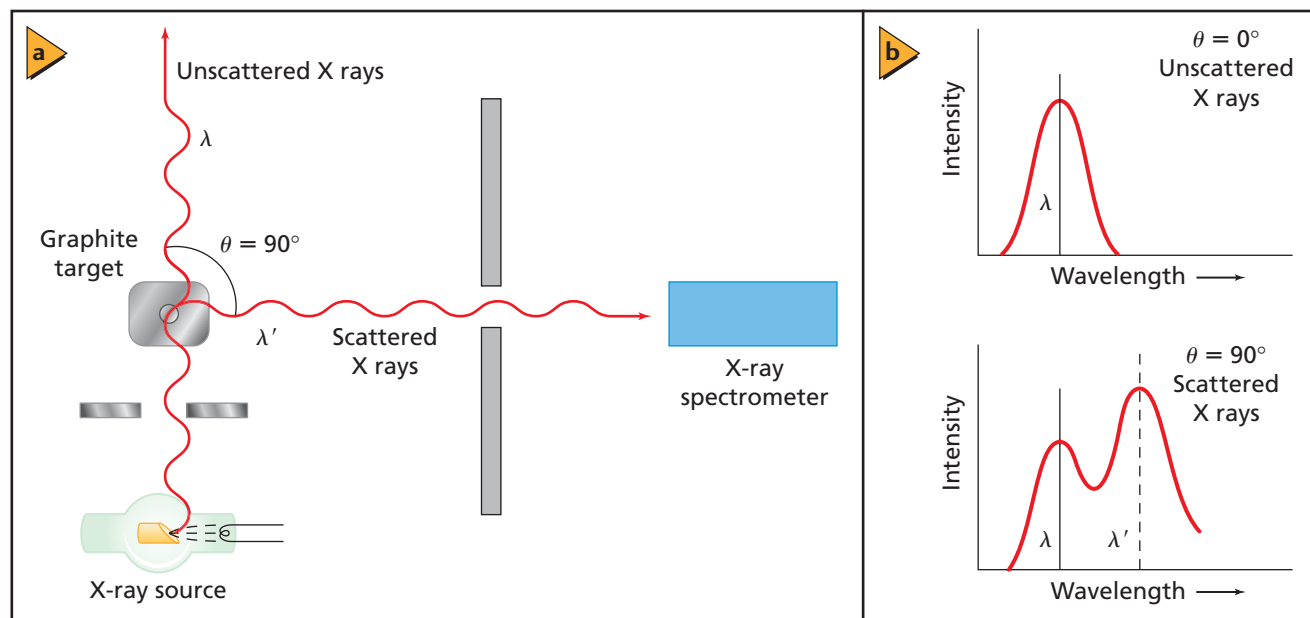 a
Unscattered X rays
λ
Graphite
target
θ = 90°
λ′
Scattered
X rays
X-ray
spectrometer
X-ray source
b
θ = 0°
Unscattered
X rays
Intensity
λ
Wavelength
θ = 90°
Scattered
X rays
Intensity
λ
λ′
Wavelength